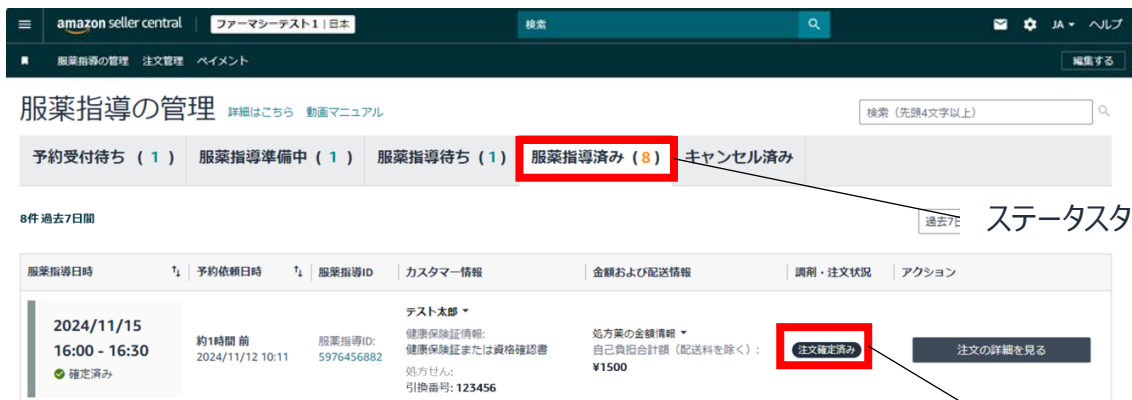 amazon seller central ファーマシーテスト1 | 日本 検索 JA ヘルプ
服薬指導の管理 注文管理 ペイメント 編集する
服薬指導の管理 詳細はこちら 動画マニュアル 検索（先頭4文字以上）
予約受付待ち ( 1 ) 服薬指導準備中 ( 1 ) 服薬指導待ち ( 1 ) 服薬指導済み ( 8 ) キャンセル済み
8件 過去7日間 過去7日 ステータスタ
服薬指導日時 予約依頼日時 服薬指導ID カスタマー情報 金額および配送情報 調剤・注文状況 アクション
2024/11/15
16:00 - 16:30
確定済み
約1時間 前
2024/11/12 10:11
服薬指導ID:
5976456882
テスト太郎
健康保険証情報:
健康保険証または資格確認書
処方せん:
引換番号: 123456
処方薬の金額情報
自己負担合計額（配送料を除く）:
¥1500
注文確定済み
注文の詳細を見る